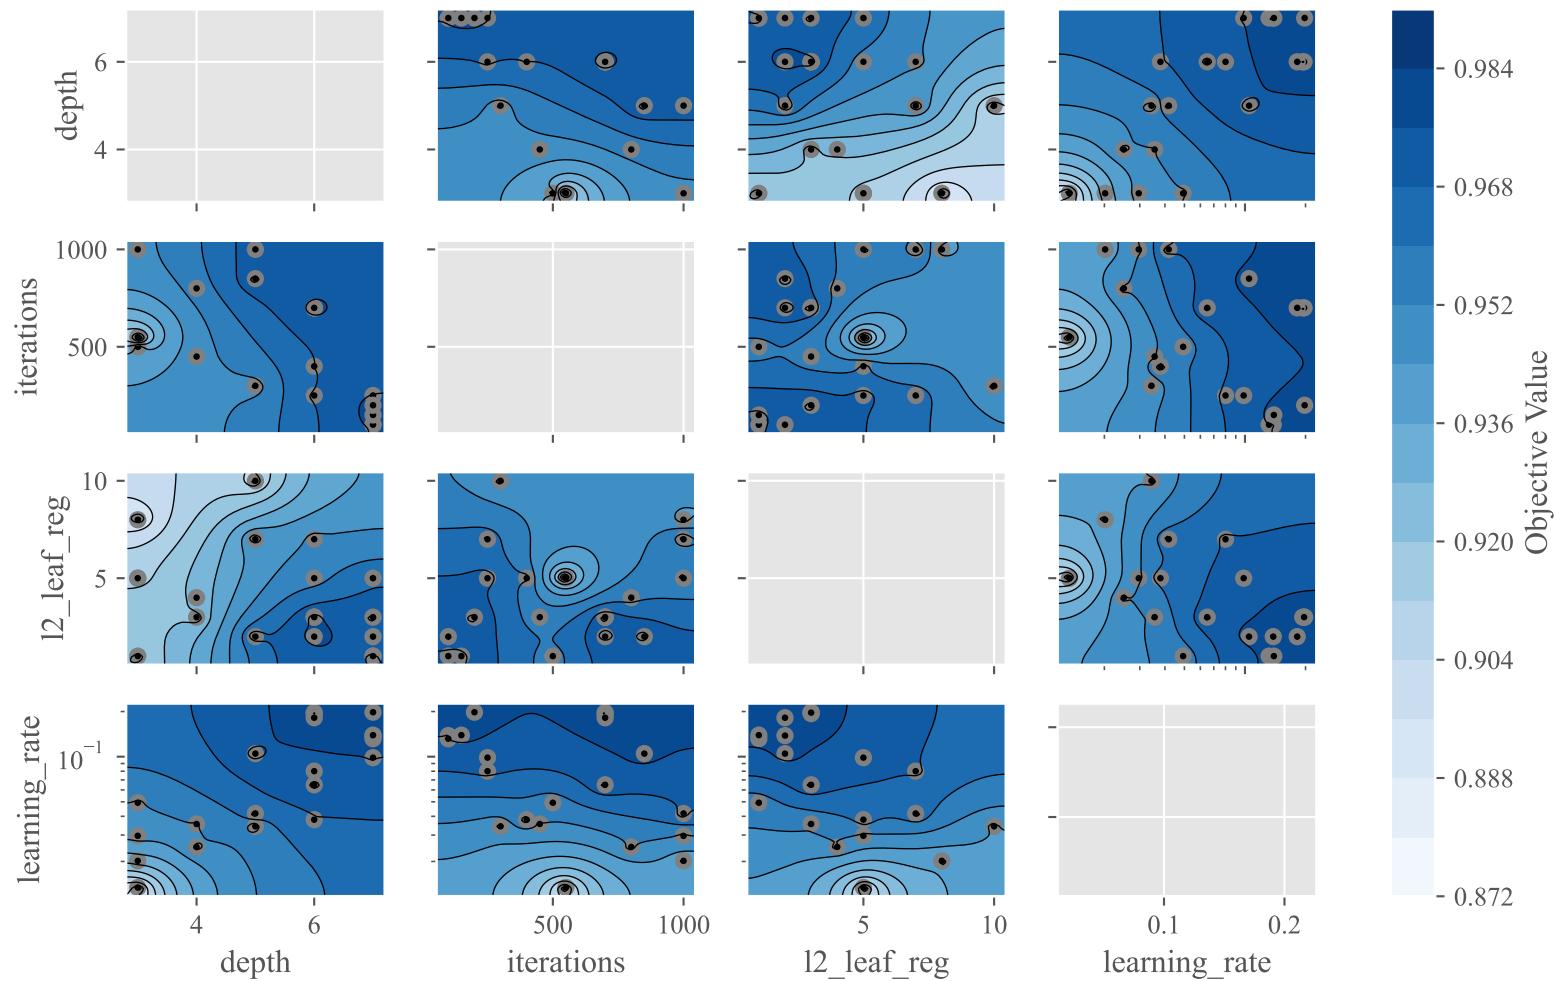 depth
6
4
iterations
1000
500
l2_leaf_reg
10
5
learning_rate
10⁻¹
4
6
500
1000
5
10
0.1
0.2
depth
iterations
l2_leaf_reg
learning_rate
0.984
0.968
0.952
0.936
0.920
0.904
0.888
0.872
Objective Value